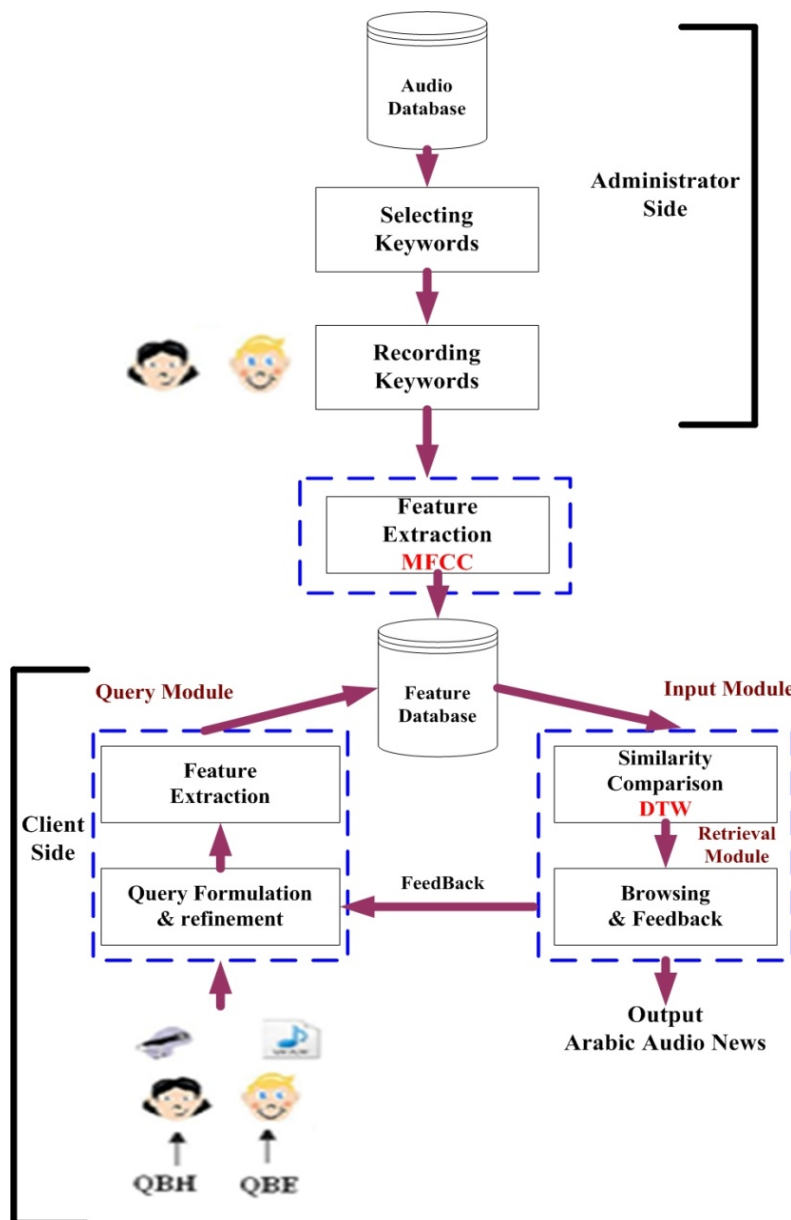 Audio
Database
Administrator
Side
Selecting
Keywords
Recording
Keywords
Feature
Extraction
MFCC
Query Module
Feature
Database
Input Module
Feature
Extraction
Similarity
Comparison
DTW
Client
Side
Retrieval
Module
Query Formulation
& refinement
FeedBack
Browsing
& Feedback
Output
Arabic Audio News
QBH
QBE